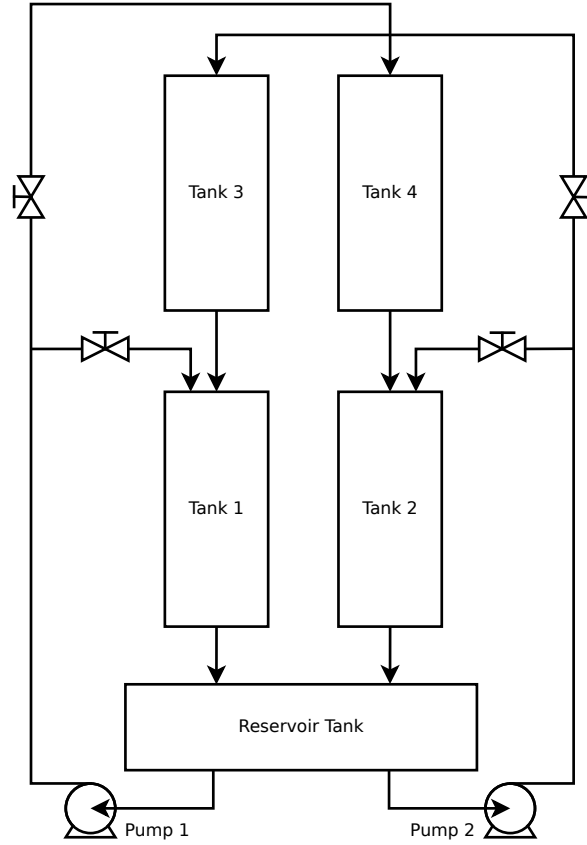 Tank 3
Tank 4
Tank 1
Tank 2
Reservoir Tank
Pump 1
Pump 2